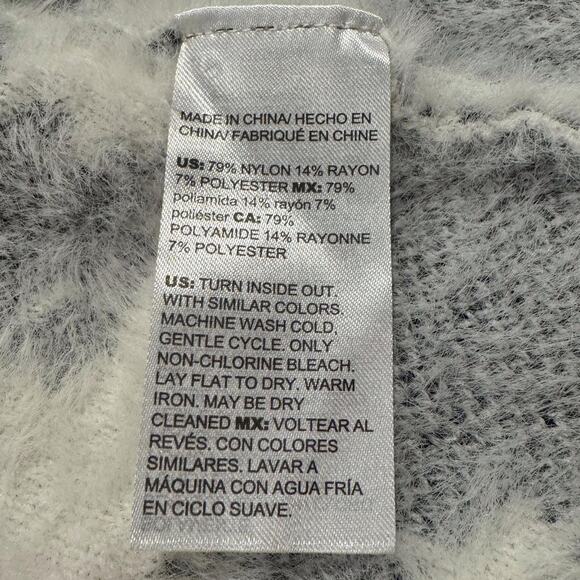 MADE IN CHINA/ HECHO EN
CHINA/ FABRIQUÉ EN CHINE
US: 79% NYLON 14% RAYON
7% POLYESTER MX: 79%
poliamida 14% rayón 7%
poliéster CA: 79%
POLYAMIDE 14% RAYONNE
7% POLYESTER
US: TURN INSIDE OUT.
WITH SIMILAR COLORS.
MACHINE WASH COLD,
GENTLE CYCLE. ONLY
NON-CHLORINE BLEACH.
LAY FLAT TO DRY. WARM
IRON. MAY BE DRY
CLEANED MX: VOLTEAR AL
REVÉS. CON COLORES
SIMILARES. LAVAR A
MÁQUINA CON AGUA FRÍA
EN CICLO SUAVE.